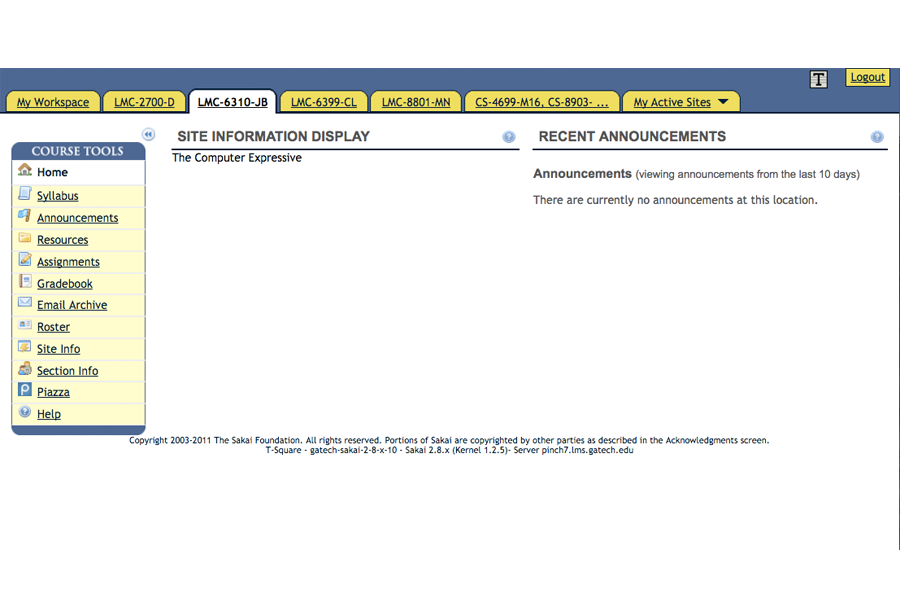 T
Logout
My Workspace
LMC-2700-D
LMC-6310-JB
LMC-6399-CL
LMC-8801-MN
CS-4699-M16, CS-8903- ...
My Active Sites
COURSE TOOLS
Home
Syllabus
Announcements
Resources
Assignments
Gradebook
Email Archive
Roster
Site Info
Section Info
P Piazza
? Help
SITE INFORMATION DISPLAY ?
The Computer Expressive
RECENT ANNOUNCEMENTS ?
Announcements (viewing announcements from the last 10 days)
There are currently no announcements at this location.
Copyright 2003-2011 The Sakai Foundation. All rights reserved. Portions of Sakai are copyrighted by other parties as described in the Acknowledgments screen.
T-Square - gatech-sakai-2-8-x-10 - Sakai 2.8.x (Kernel 1.2.5)- Server pinch7.lms.gatech.edu